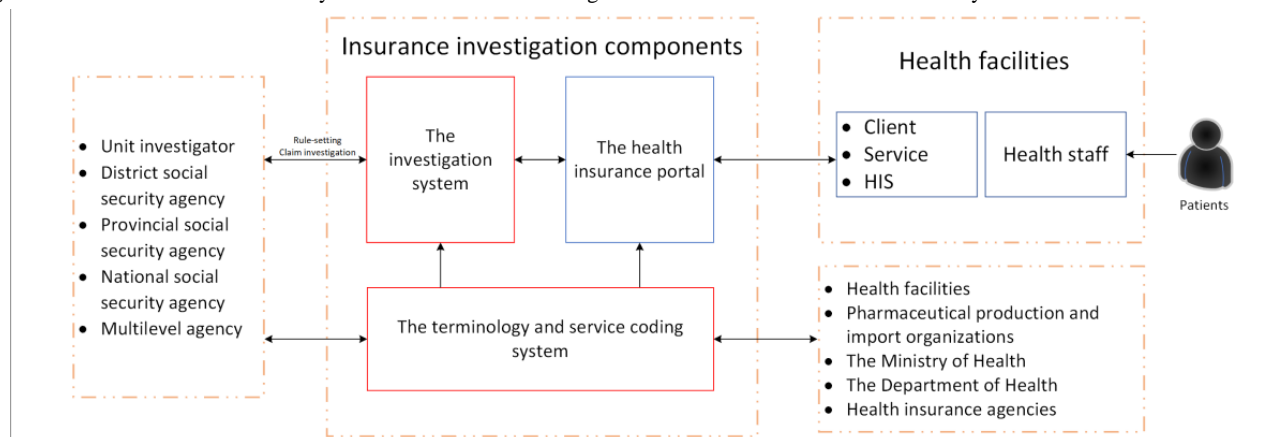 Insurance investigation components
Health facilities
• Unit investigator
• District social
security agency
• Provincial social
security agency
• National social
security agency
• Multilevel agency
Rule-setting
Claim investigation
The
investigation
system
The health
insurance portal
The terminology and service coding
system
• Client
• Service
• HIS
Health staff
Patients
• Health facilities
• Pharmaceutical production and
import organizations
• The Ministry of Health
• The Department of Health
• Health insurance agencies